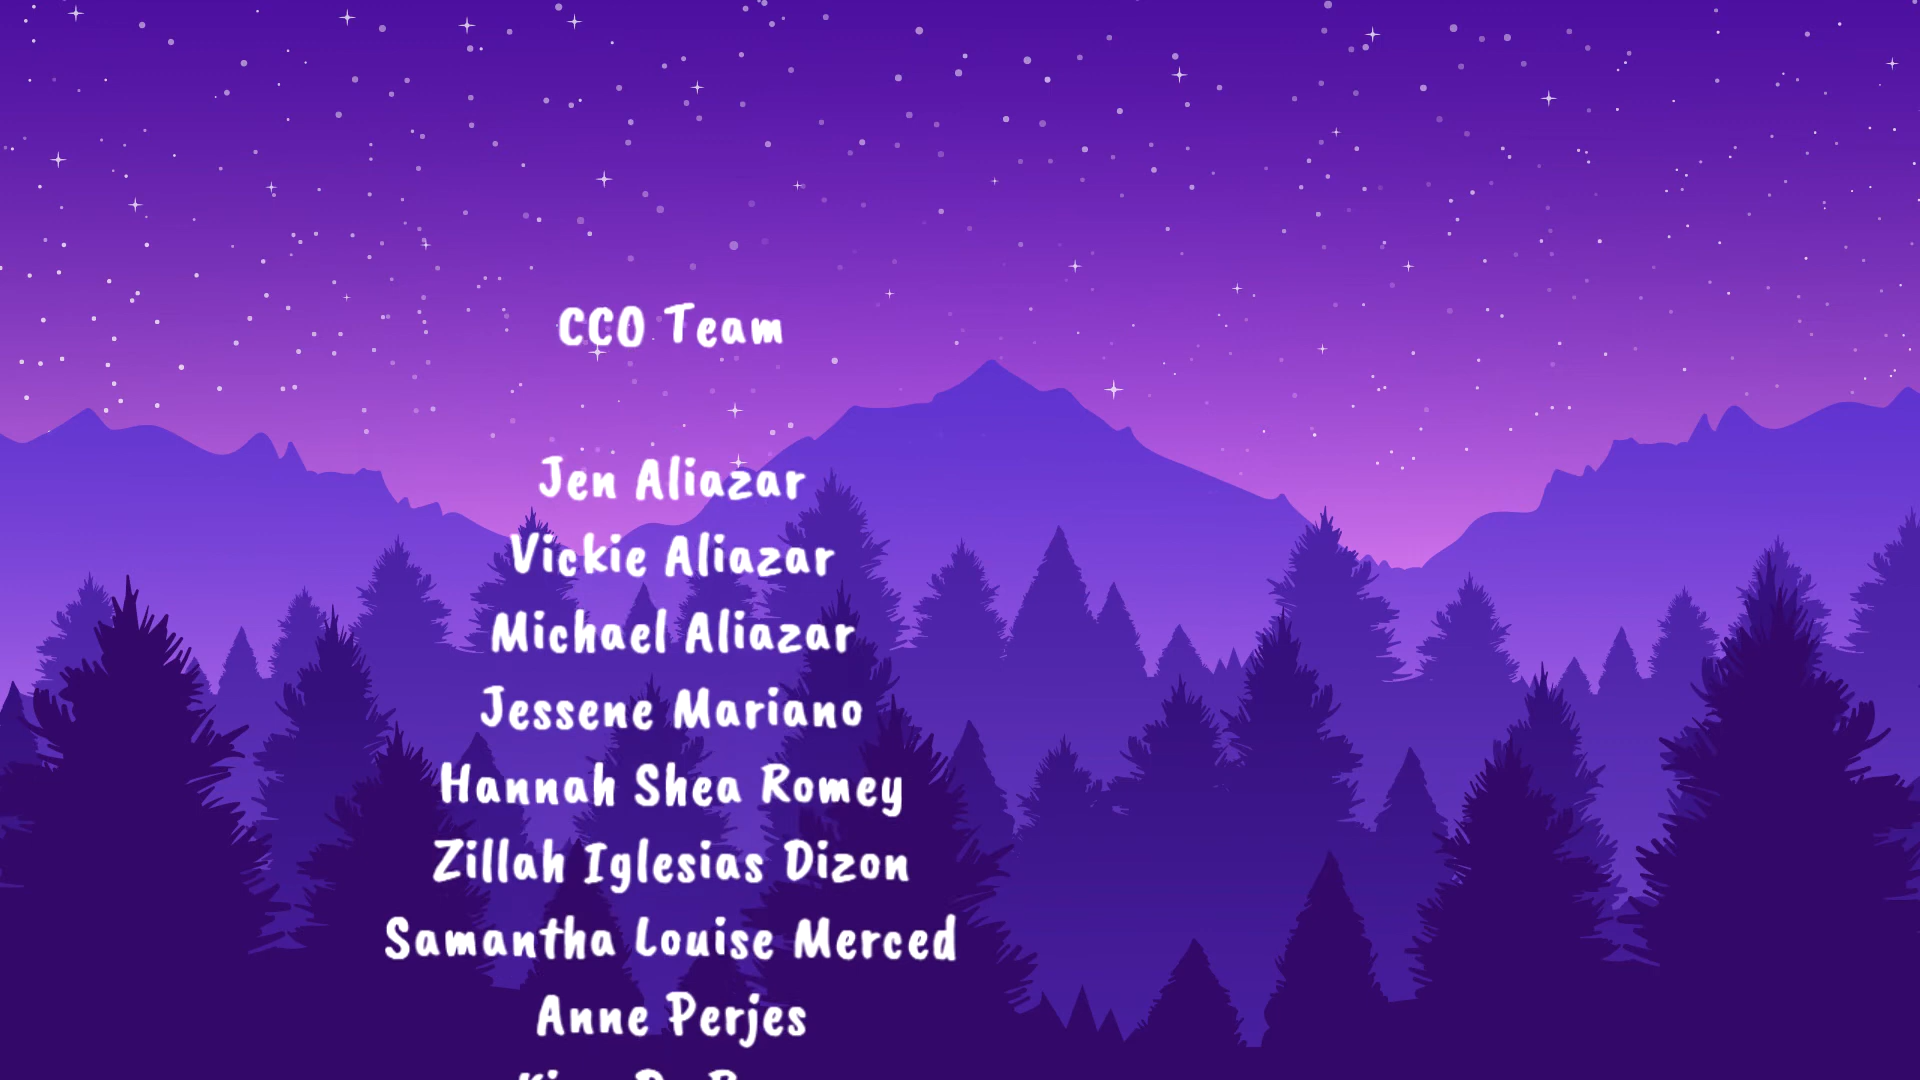 CCO Team
Jen Aliazar
Vickie Aliazar
Michael Aliazar
Jessene Mariano
Hannah Shea Romey
Zillah Iglesias Dizon
Samantha Louise Merced
Anne Perjes